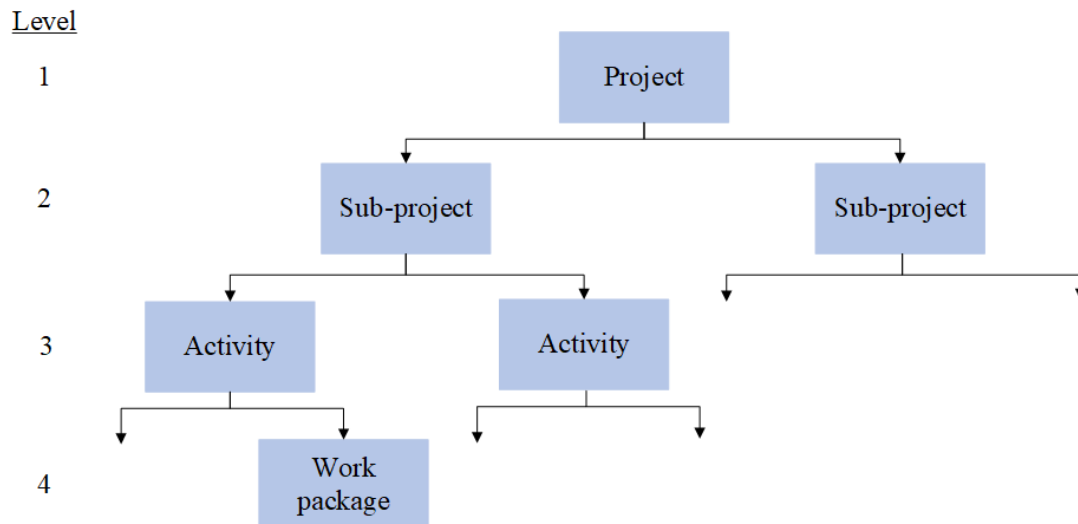 Level
1
Project
2
Sub-project
Sub-project
3
Activity
Activity
4
Work
package